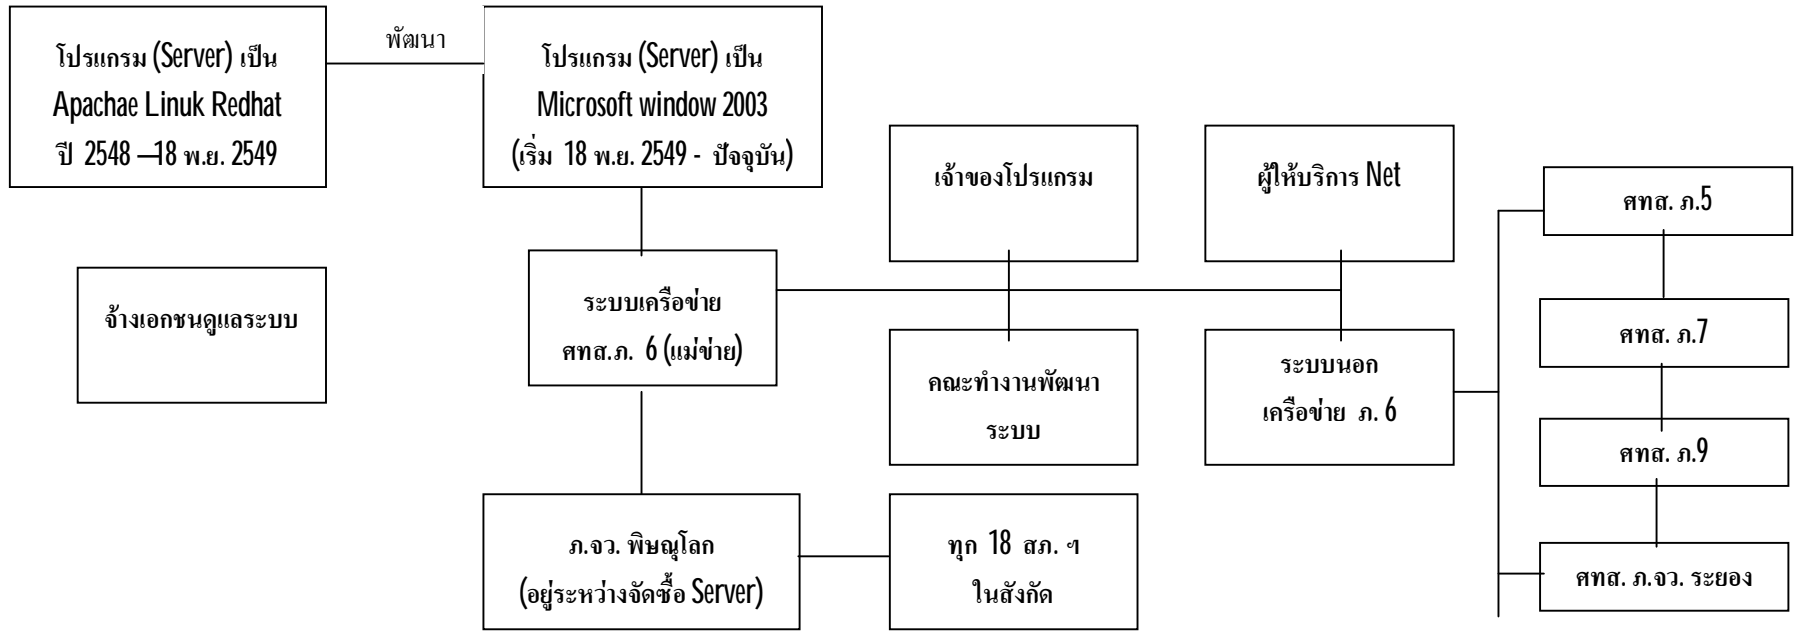 โปรแกรม (Server) เป็น
Apachae Linuk Redhat
ปี 2548 –18 พ.ย. 2549
พัฒนา
โปรแกรม (Server) เป็น
Microsoft window 2003
(เริ่ม 18 พ.ย. 2549 - ปัจจุบัน)
เจ้าของโปรแกรม
ผู้ให้บริการ Net
ศทส. ภ.5
จ้างเอกชนดูแลระบบ
ระบบเครือข่าย
ศทส.ภ. 6 (แม่ข่าย)
คณะทำงานพัฒนา
ระบบ
ระบบนอก
เครือข่าย ภ. 6
ศทส. ภ.7
ศทส. ภ.9
ภ.จว. พิษณุโลก
(อยู่ระหว่างจัดซื้อ Server)
ทุก 18 สภ. ฯ
ในสังกัด
ศทส. ภ.จว. ระยอง